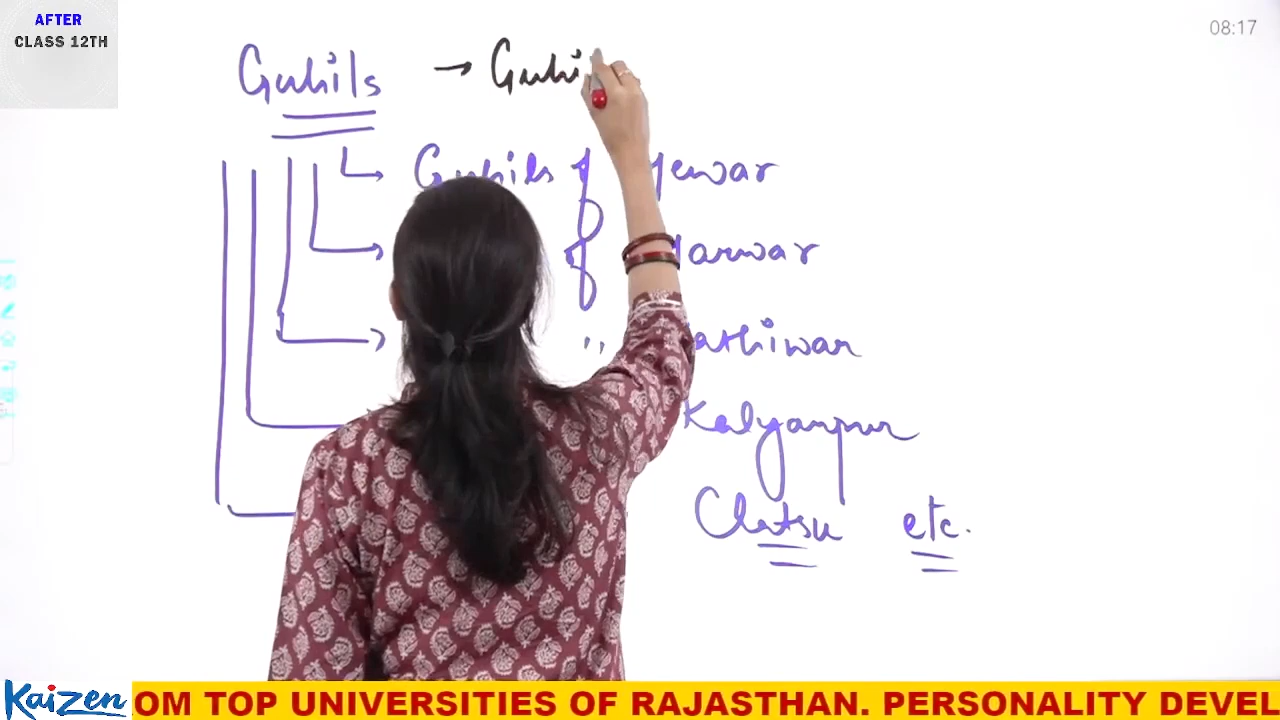 AFTER
CLASS 12TH
08:17
Guhils → Guhi
Guhils of ewar
of arwar
,, athiwar
Kalyanpur
Chatsu etc.
Kaizen
OM TOP UNIVERSITIES OF RAJASTHAN. PERSONALITY DEVEL